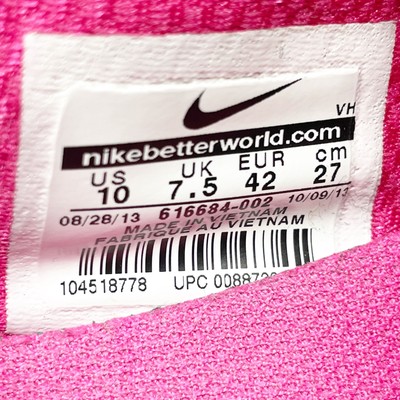 VH
nikebetterworld.com
US UK EUR cm
10 7.5 42 27
08/28/13 616684-002 10/09/13
MADE IN VIETNAM
FABRIQUE AU VIETNAM
104518778 UPC 008872